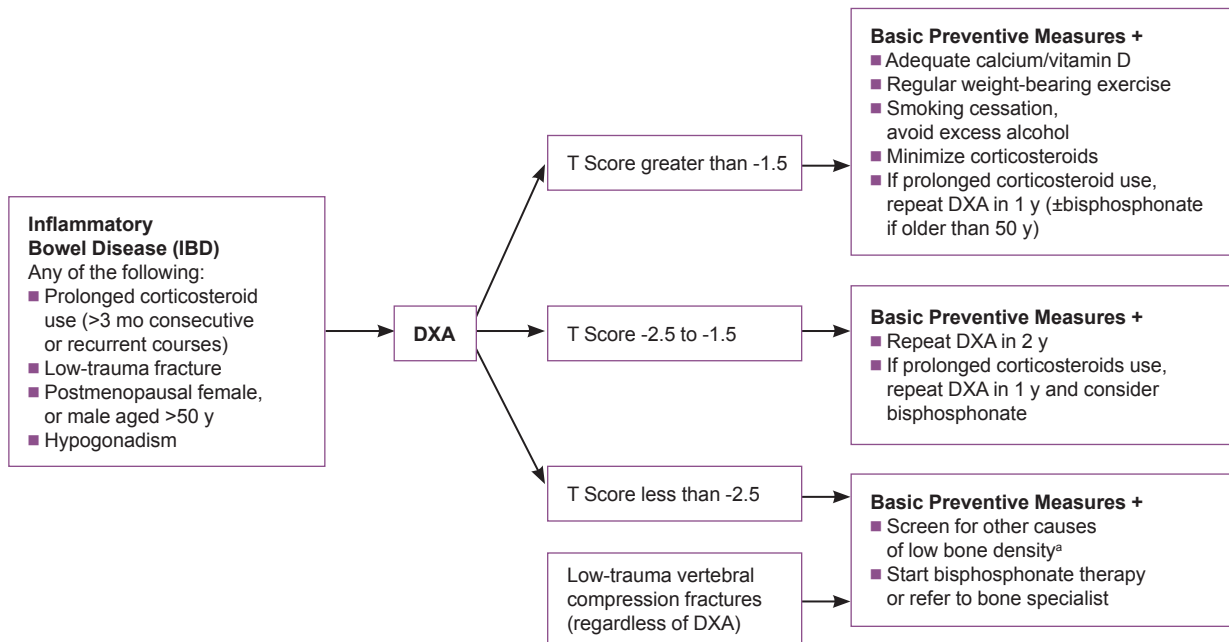 Inflammatory
Bowel Disease (IBD)
Any of the following:
■ Prolonged corticosteroid
use (>3 mo consecutive
or recurrent courses)
■ Low-trauma fracture
■ Postmenopausal female,
or male aged >50 y
■ Hypogonadism
DXA
T Score greater than -1.5
Basic Preventive Measures +
■ Adequate calcium/vitamin D
■ Regular weight-bearing exercise
■ Smoking cessation,
avoid excess alcohol
■ Minimize corticosteroids
■ If prolonged corticosteroid use,
repeat DXA in 1 y (±bisphosphonate
if older than 50 y)
T Score -2.5 to -1.5
Basic Preventive Measures +
■ Repeat DXA in 2 y
■ If prolonged corticosteroids use,
repeat DXA in 1 y and consider
bisphosphonate
T Score less than -2.5
Low-trauma vertebral
compression fractures
(regardless of DXA)
Basic Preventive Measures +
■ Screen for other causes
of low bone densityᵃ
■ Start bisphosphonate therapy
or refer to bone specialist